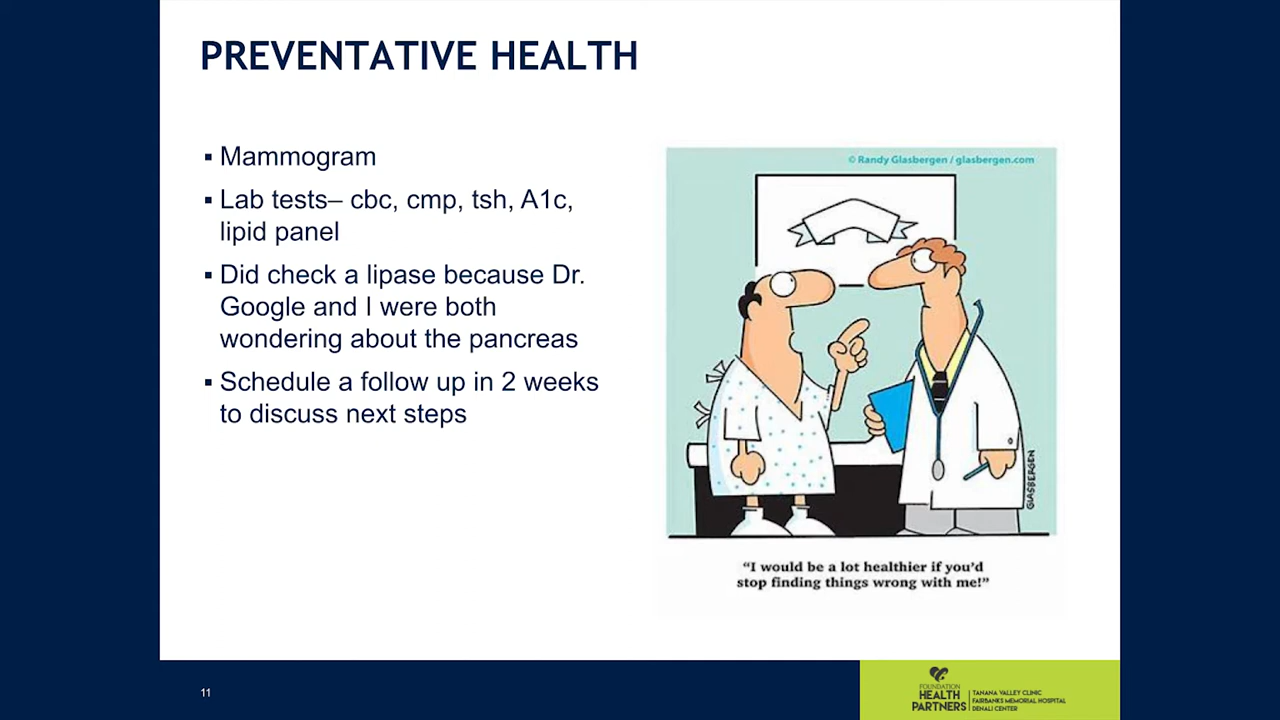 PREVENTATIVE HEALTH
▪ Mammogram
▪ Lab tests– cbc, cmp, tsh, A1c,
lipid panel
▪ Did check a lipase because Dr.
Google and I were both
wondering about the pancreas
▪ Schedule a follow up in 2 weeks
to discuss next steps
© Randy Glasbergen / glasbergen.com
GLASBERGEN
“I would be a lot healthier if you’d
stop finding things wrong with me!”
11
FOUNDATION
HEALTH
PARTNERS
TANANA VALLEY CLINIC
FAIRBANKS MEMORIAL HOSPITAL
DENALI CENTER